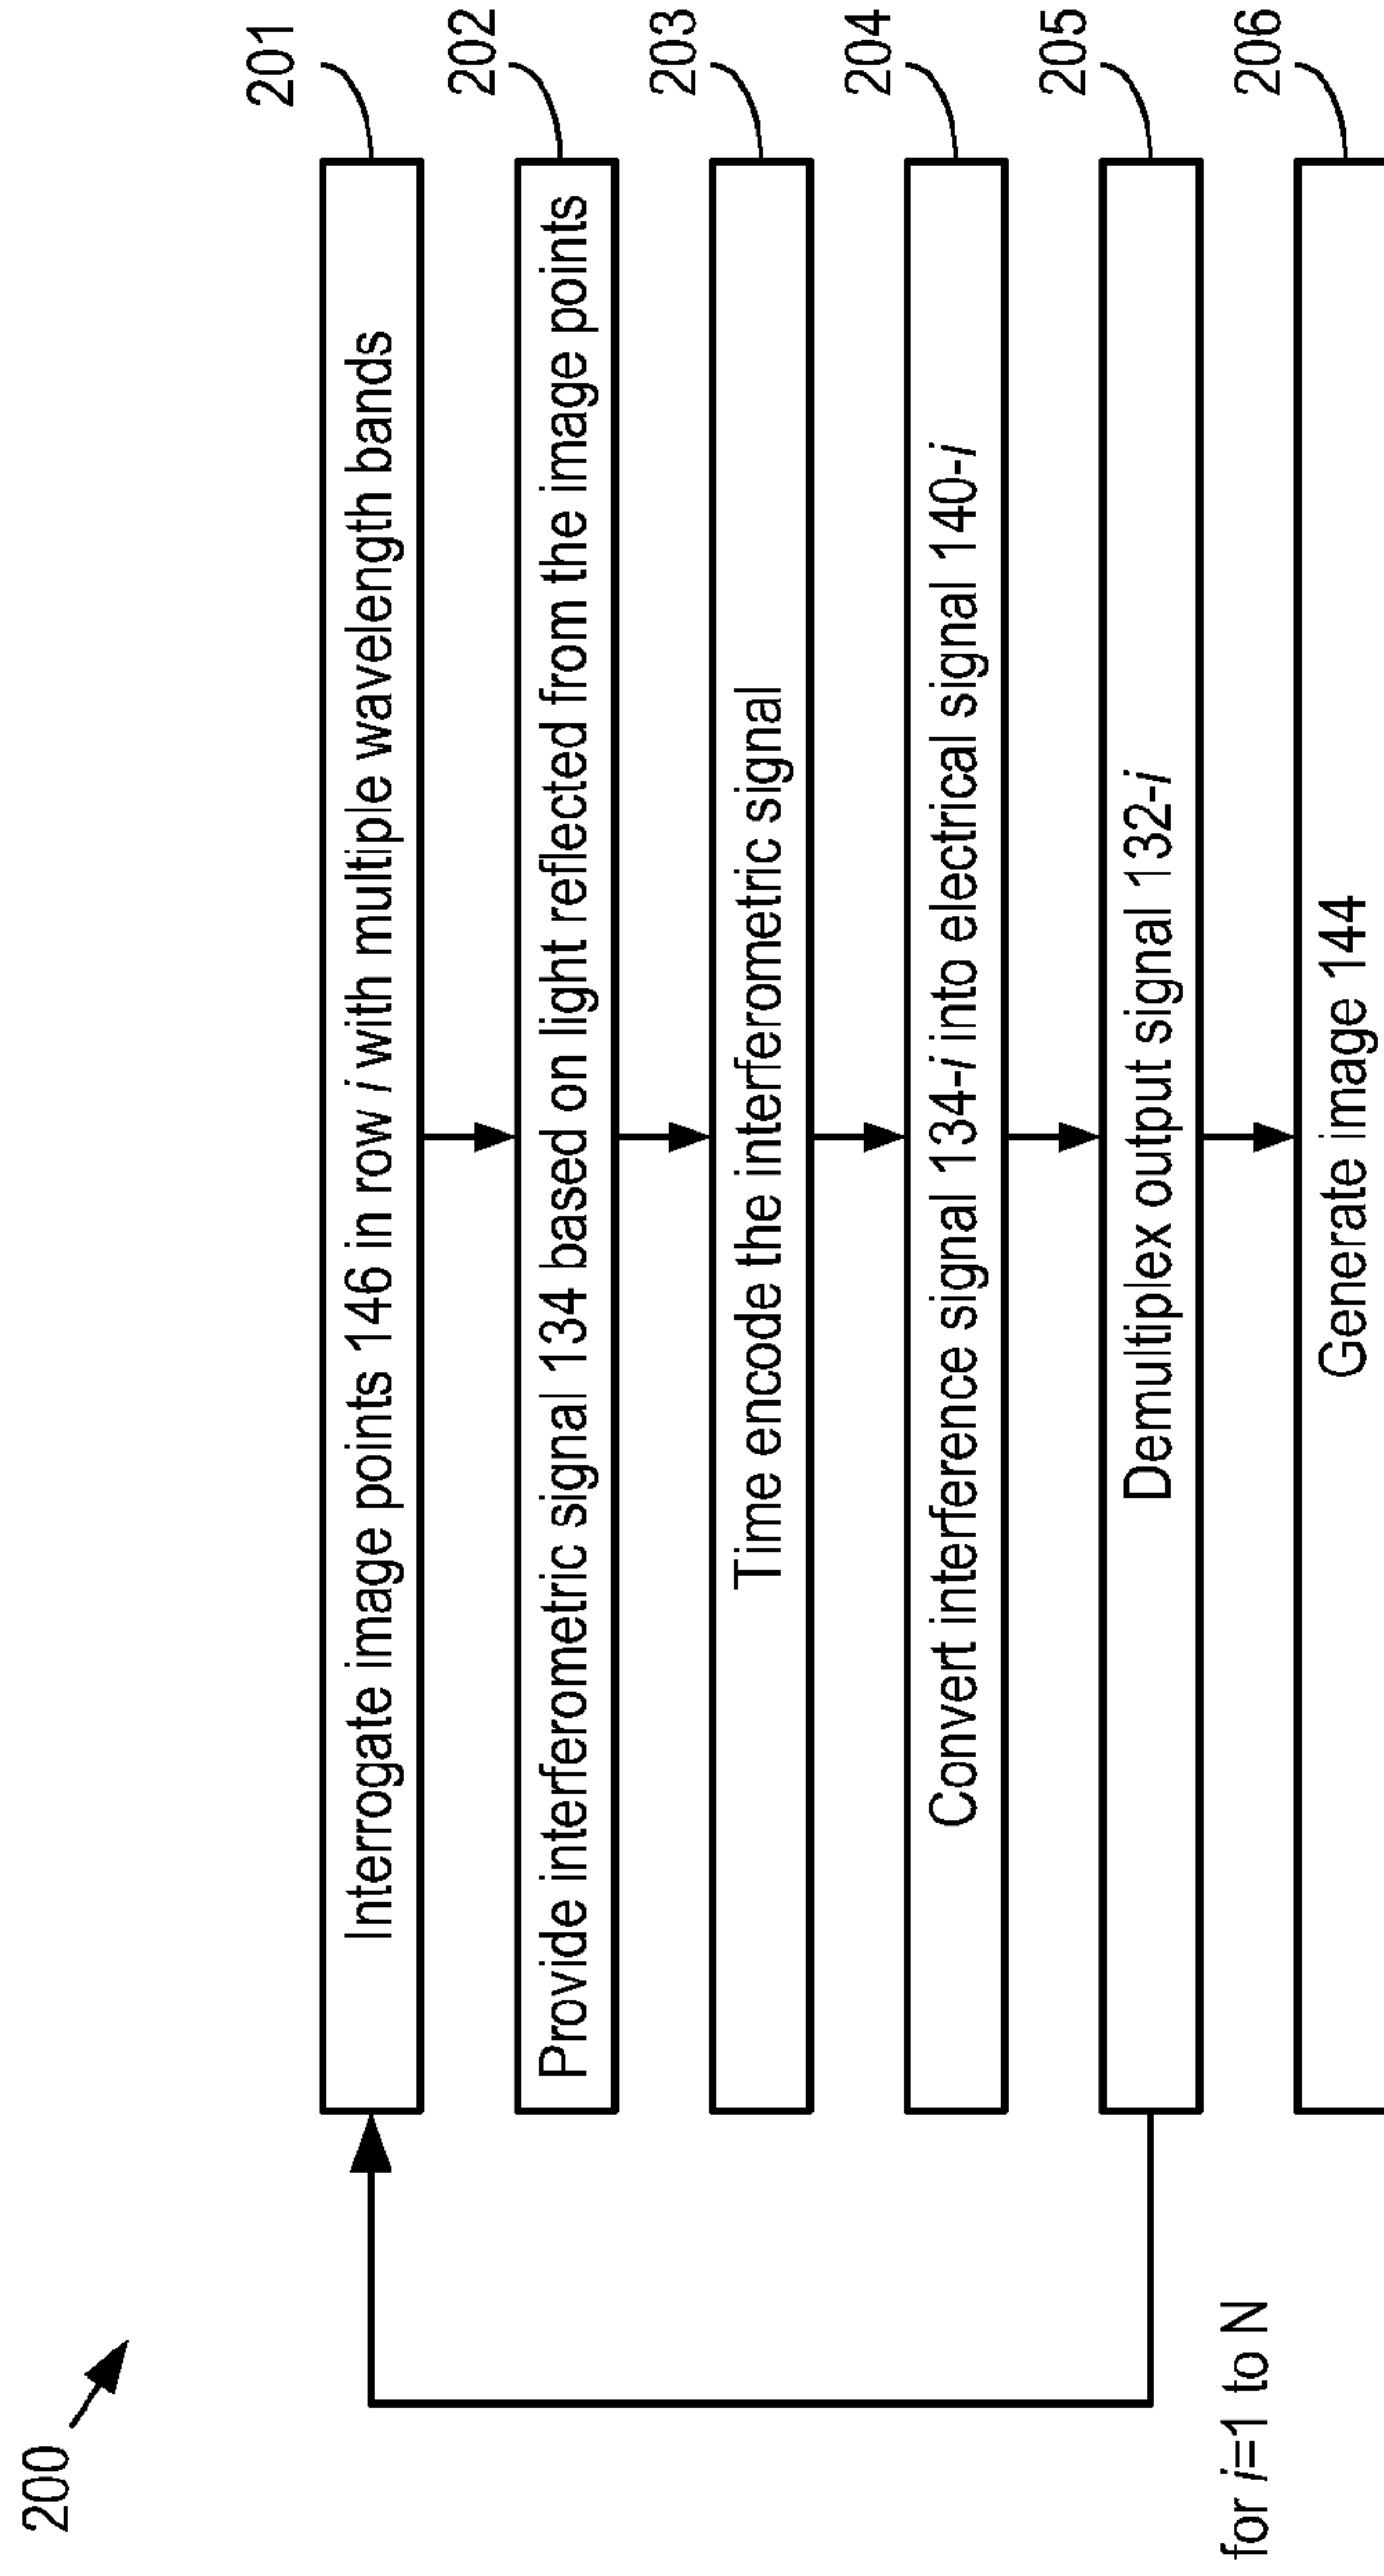 200
201
Interrogate image points 146 in row i with multiple wavelength bands
202
Provide interferometric signal 134 based on light reflected from the image points
203
Time encode the interferometric signal
204
Convert interference signal 134-i into electrical signal 140-i
205
Demultiplex output signal 132-i
for i=1 to N
206
Generate image 144